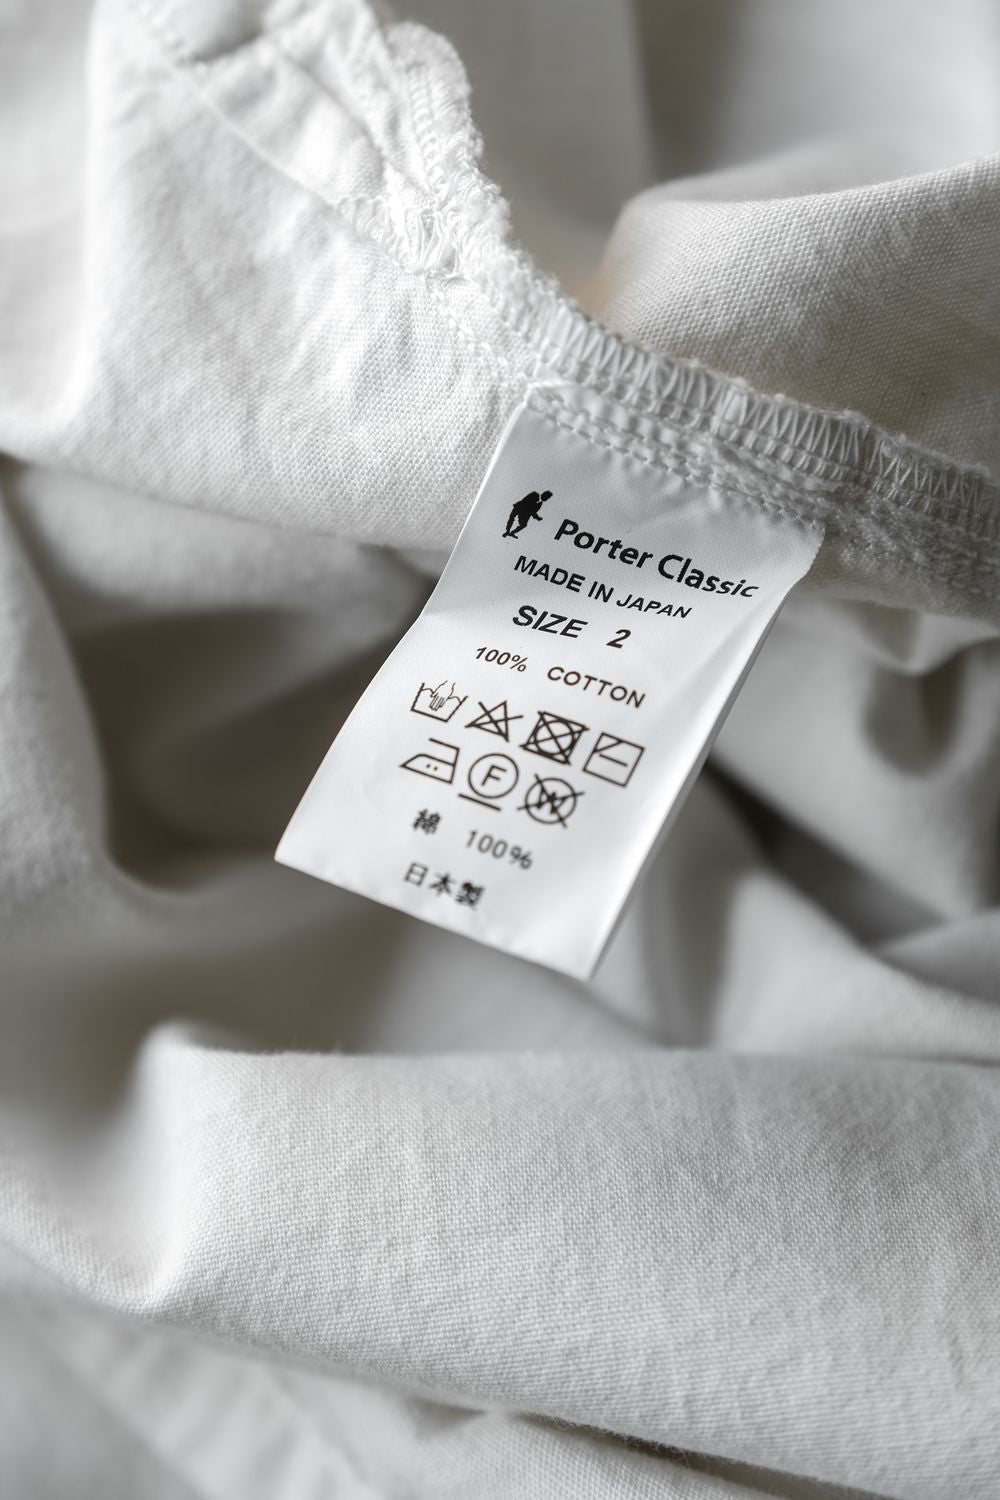 Porter Classic
MADE IN JAPAN
SIZE 2
100% COTTON
F W
綿 100%
日本製